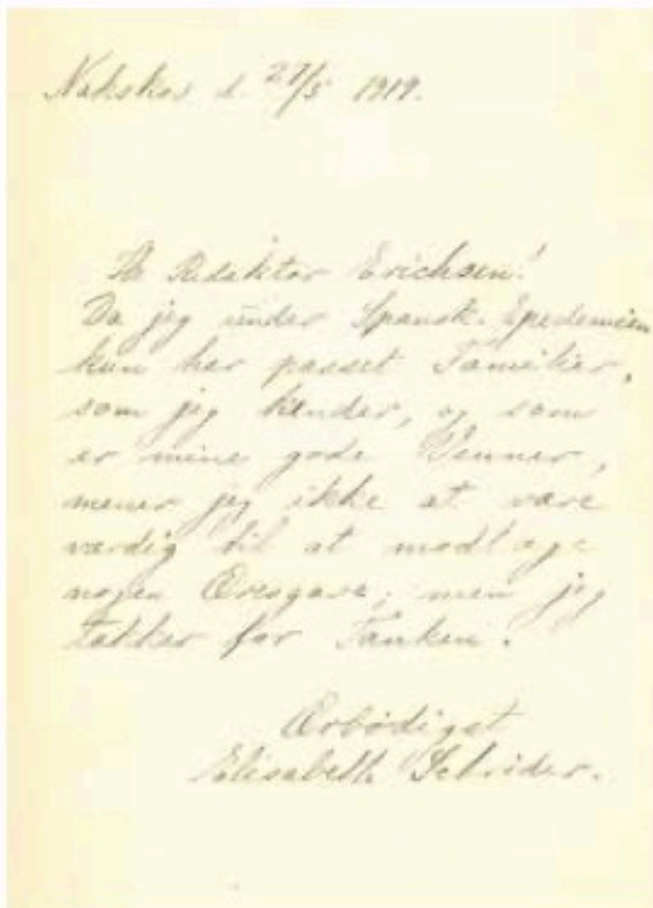 Nakskov d. 27/5 1919.
Hr Redaktør Erichsen!
Da jeg under Spansk. Epedemien
kun har passet Familier,
som jeg kender, og som
er mine gode Venner,
mener jeg ikke at være
værdig til at modtage
nogen Æresgave; men jeg
takker for Tanken.
Ærbødigst
Elisabeth Schrøder.